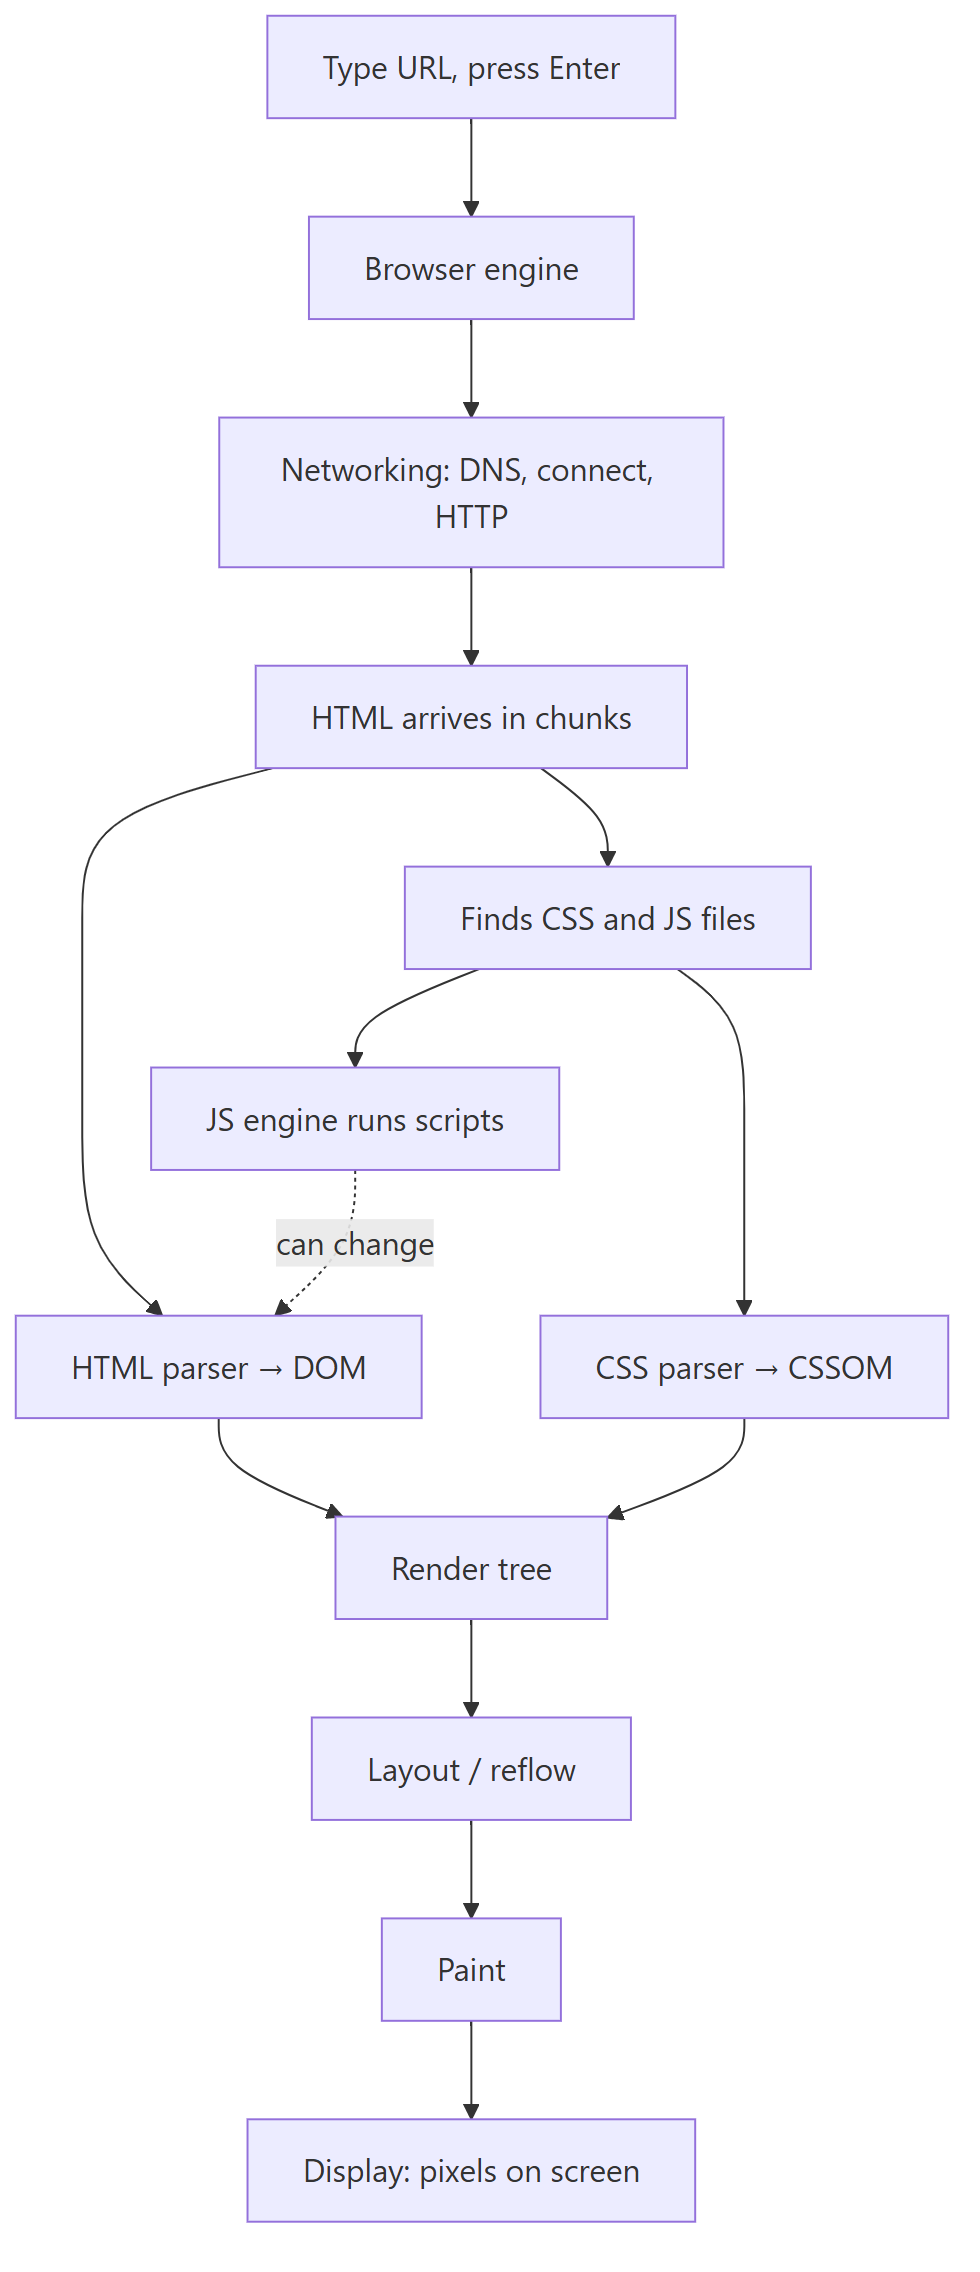 Type URL, press Enter
Browser engine
Networking: DNS, connect,
HTTP
HTML arrives in chunks
Finds CSS and JS files
JS engine runs scripts
can change
HTML parser → DOM
CSS parser → CSSOM
Render tree
Layout / reflow
Paint
Display: pixels on screen